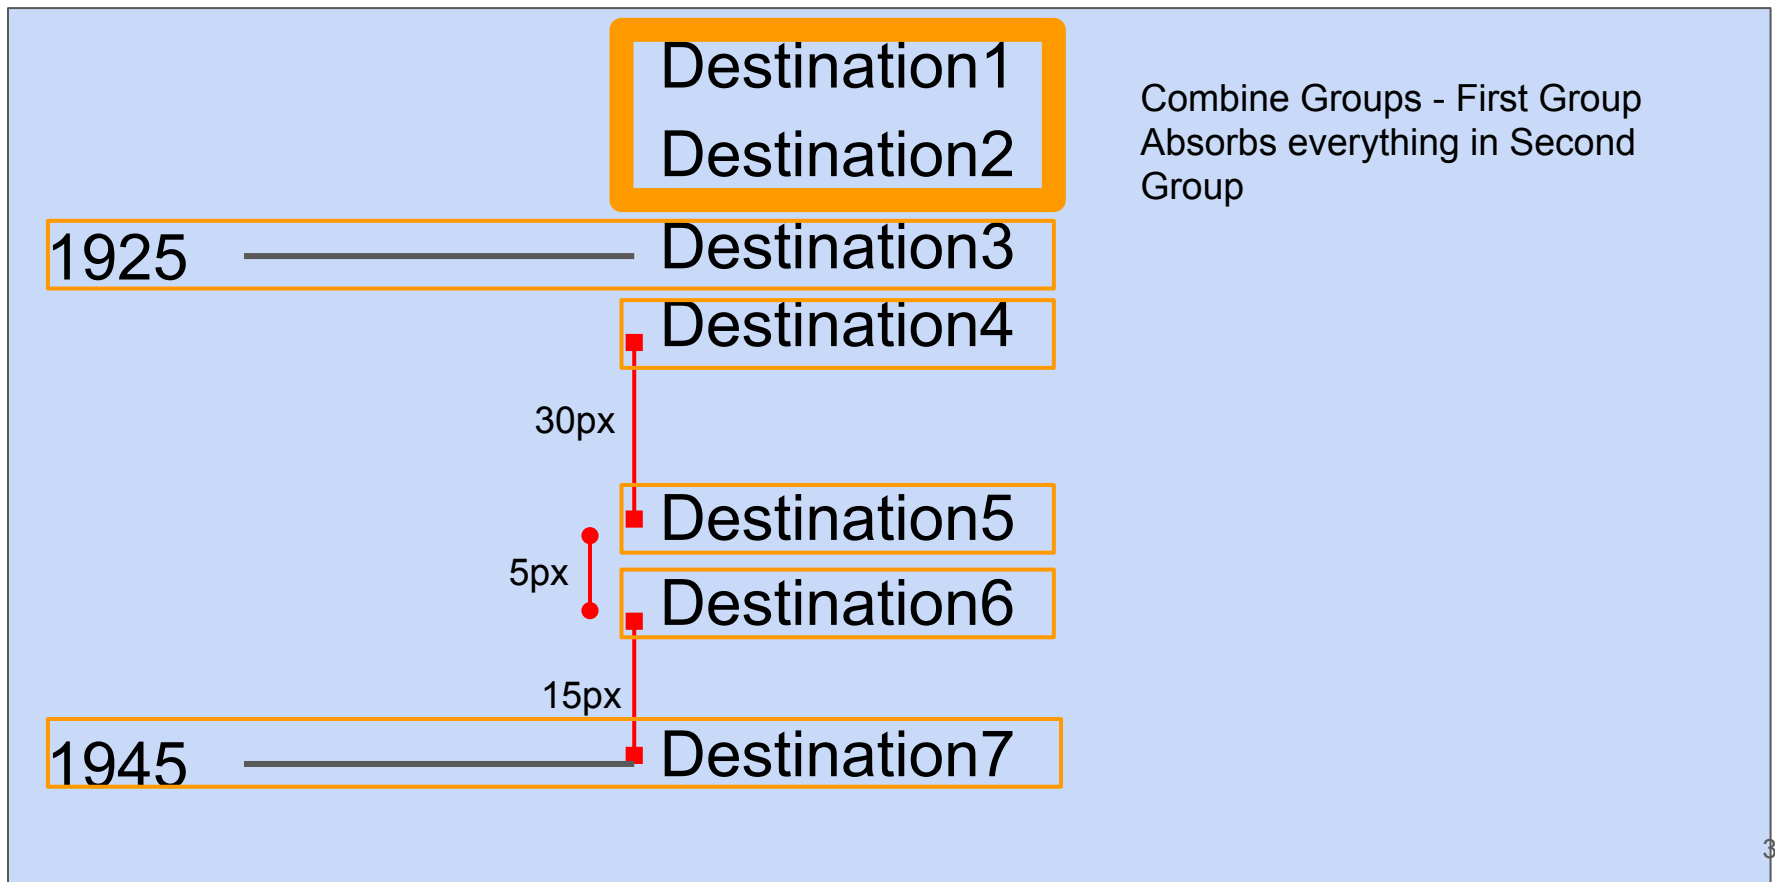 Destination1
Destination2
Combine Groups - First Group
Absorbs everything in Second
Group
1925 Destination3
Destination4
30px
Destination5
5px
Destination6
15px
1945 Destination7
3